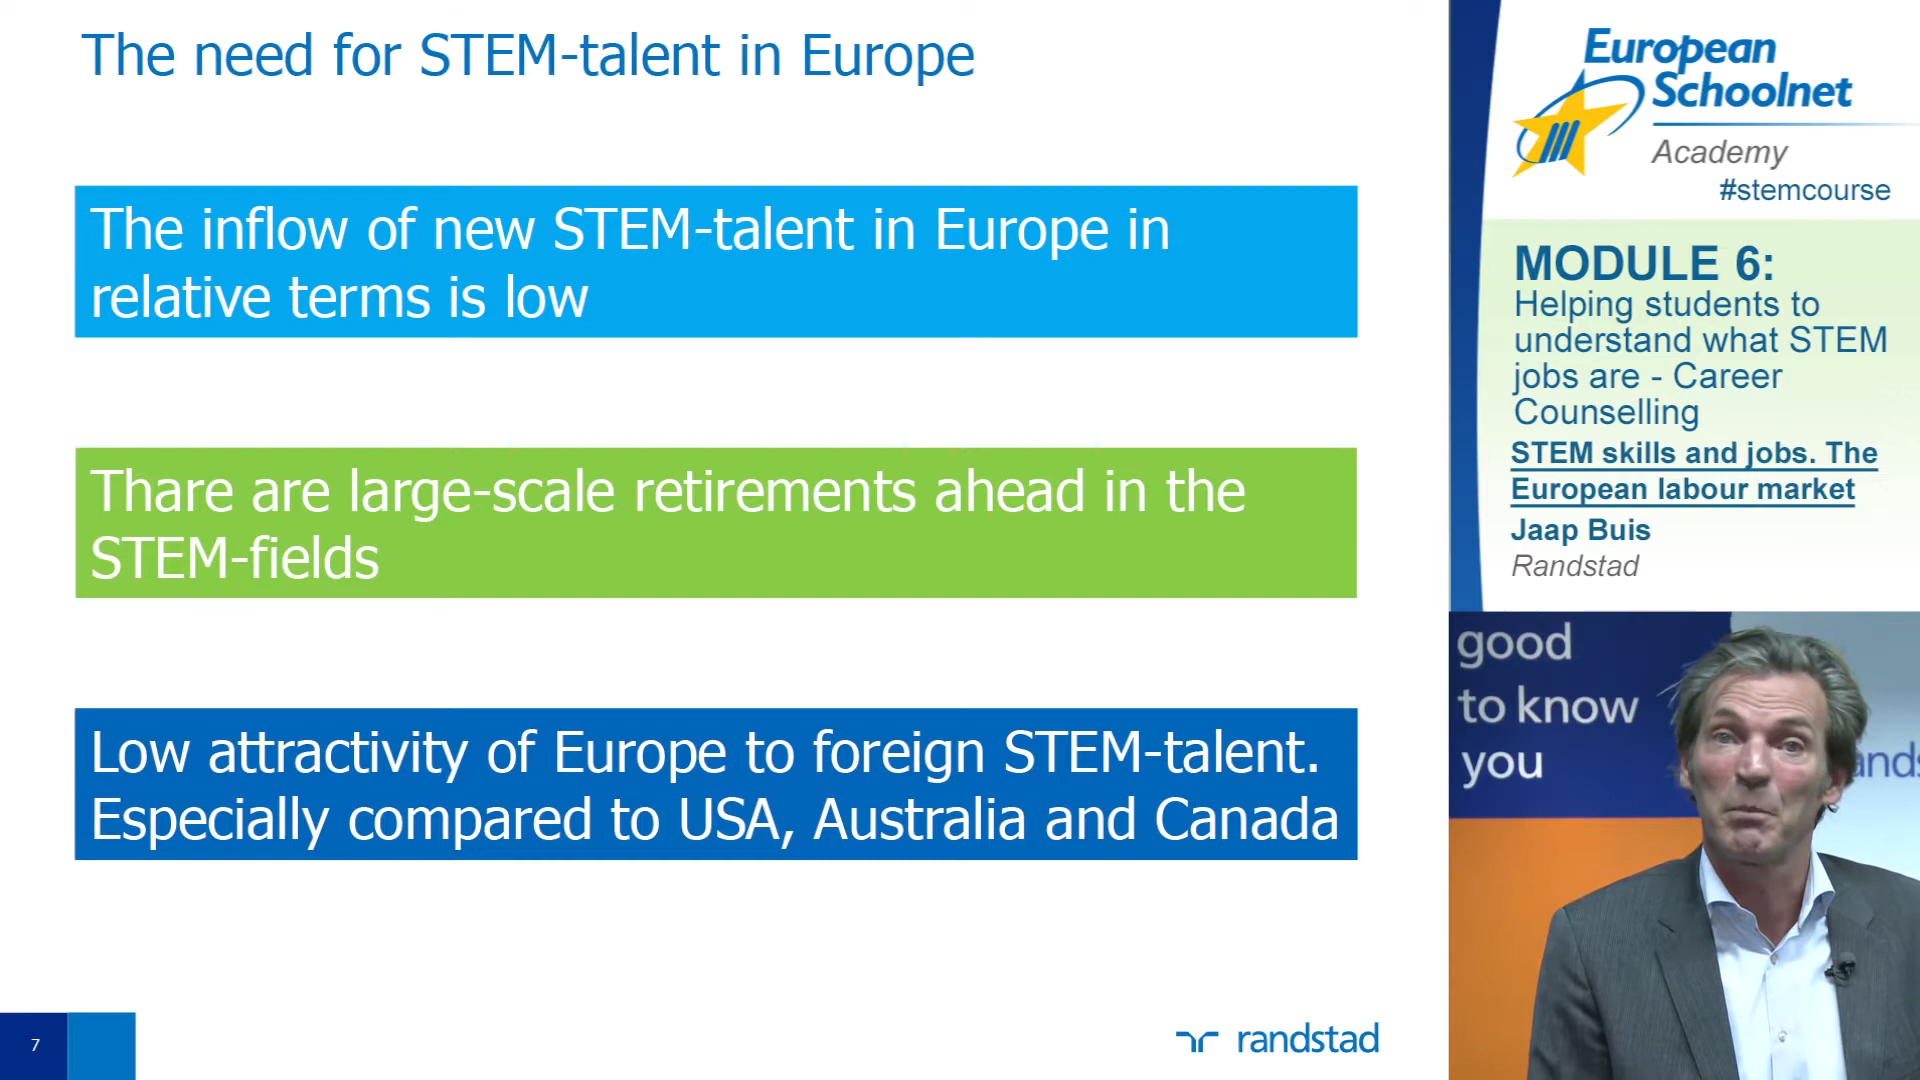 The need for STEM-talent in Europe
The inflow of new STEM-talent in Europe in
relative terms is low
Thare are large-scale retirements ahead in the
STEM-fields
Low attractivity of Europe to foreign STEM-talent.
Especially compared to USA, Australia and Canada
7
randstad
European
Schoolnet
Academy
#stemcourse
MODULE 6:
Helping students to
understand what STEM
jobs are - Career
Counselling
STEM skills and jobs. The
European labour market
Jaap Buis
Randstad
good
to know
you